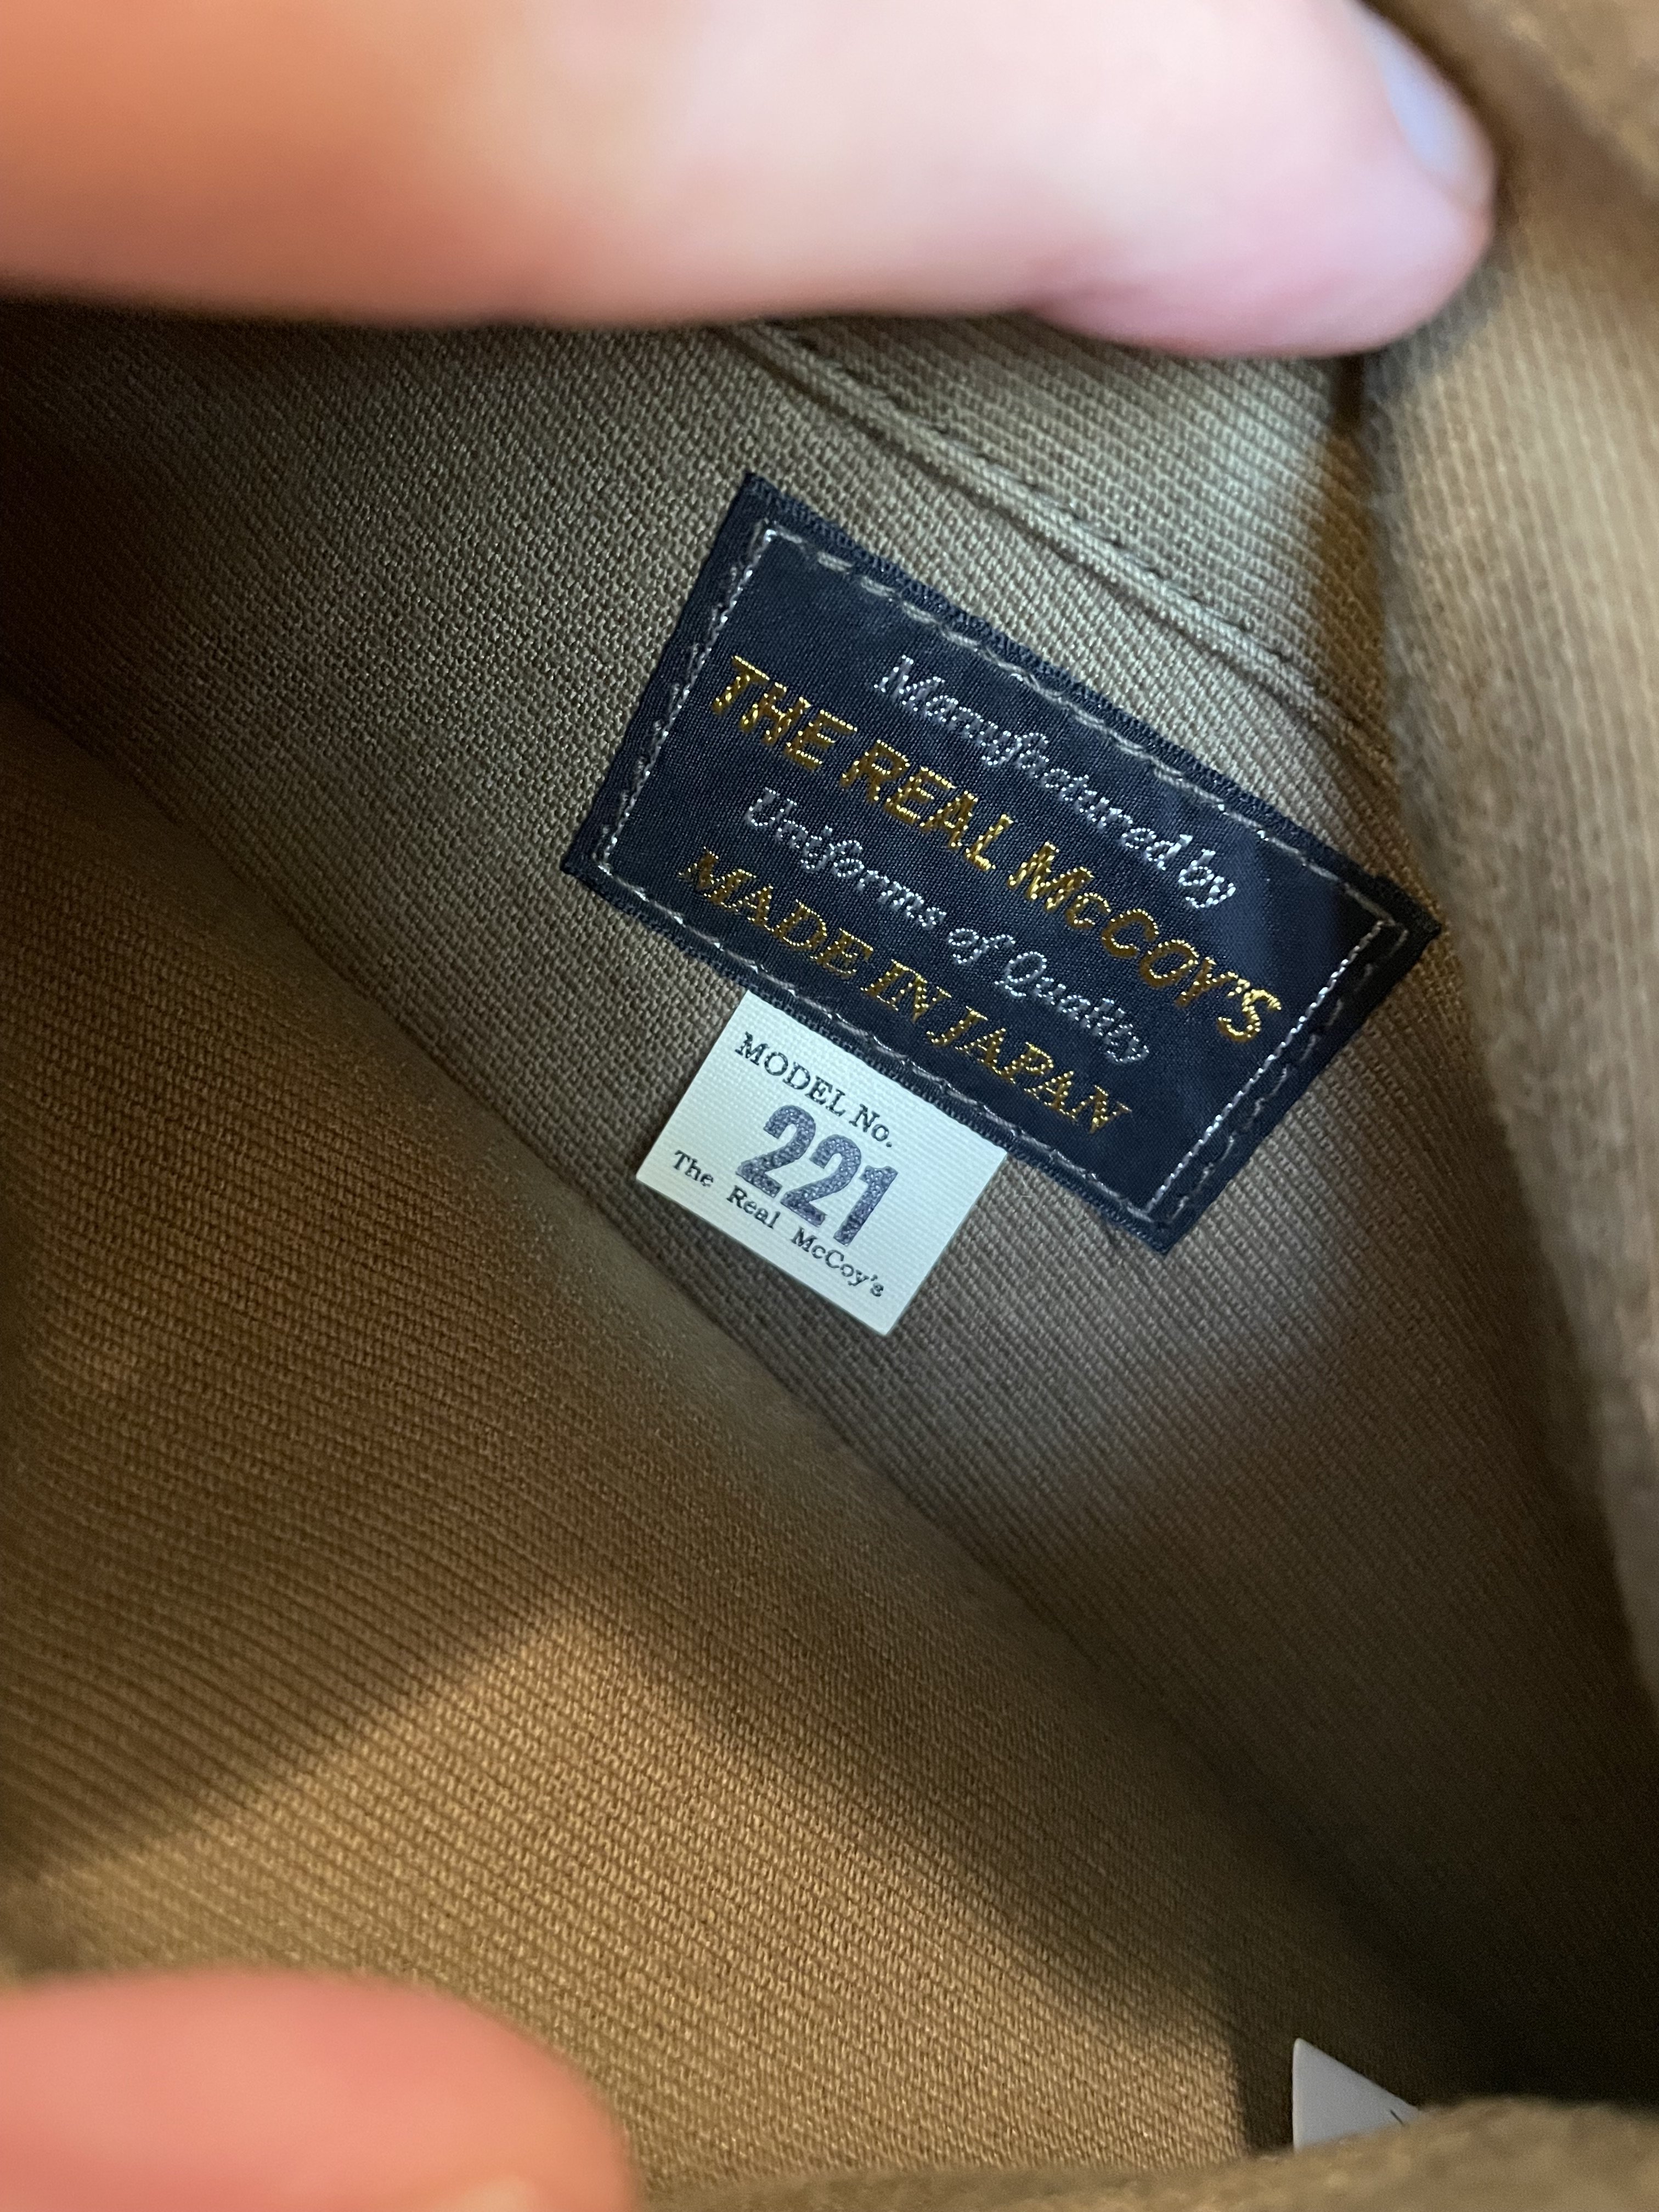 Manufactured by
THE REAL McCOY'S
Uniforms of Quality
MADE IN JAPAN
MODEL No.
221
The Real McCoy's